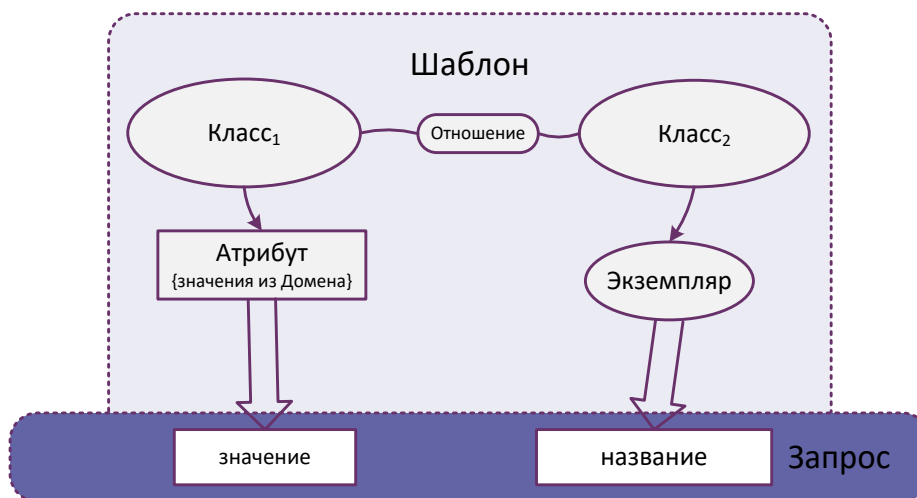 Шаблон
Класс₁
Отношение
Класс₂
Атрибут
{значения из Домена}
Экземпляр
значение
название
Запрос